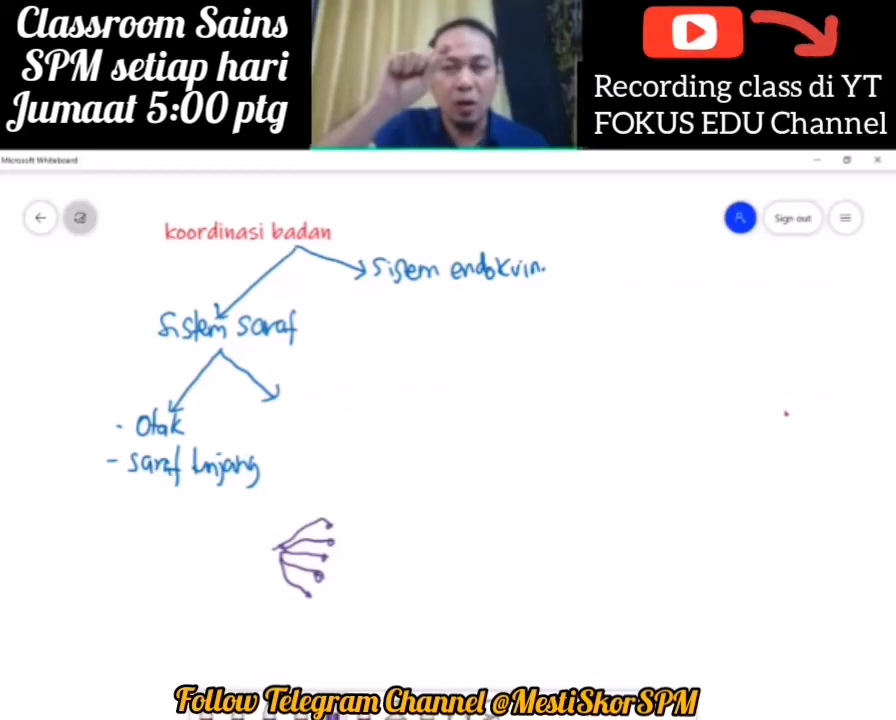 Classroom Sains
SPM setiap hari
Jumaat 5:00 ptg
Recording class di YT
FOKUS EDU Channel
Microsoft Whiteboard
Sign out
koordinasi badan
Sistem endokrin.
Sistem saraf
- Otak
- saraf tunjang
Follow Telegram Channel @MestiSkorSPM